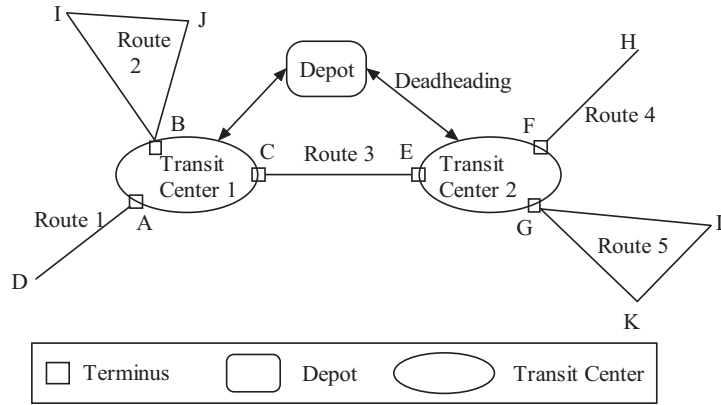 I
J
H
Route
2
Depot
Deadheading
Route 4
B
F
C
Route 3
E
Transit
Center 1
Transit
Center 2
Route 1
A
G
Route 5
D
K
Terminus
Depot
Transit Center